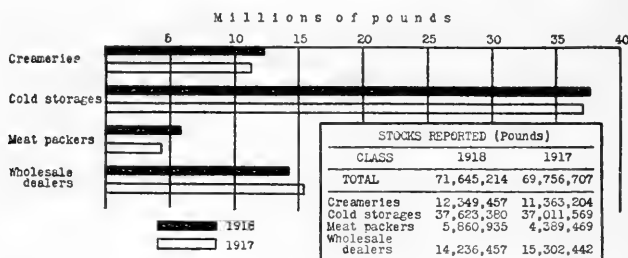 Millions of pounds
5 10 15 20 25 30 35 40
Creameries
Cold storages
Meat packers
Wholesale
dealers
1918
1917
STOCKS REPORTED (Pounds)
CLASS 1918 1917
TOTAL 71,645,214 69,756,707
Creameries 12,349,457 11,363,204
Cold storages 37,623,380 37,011,569
Meat packers 5,860,935 4,389,469
Wholesale
dealers 14,236,457 15,302,442